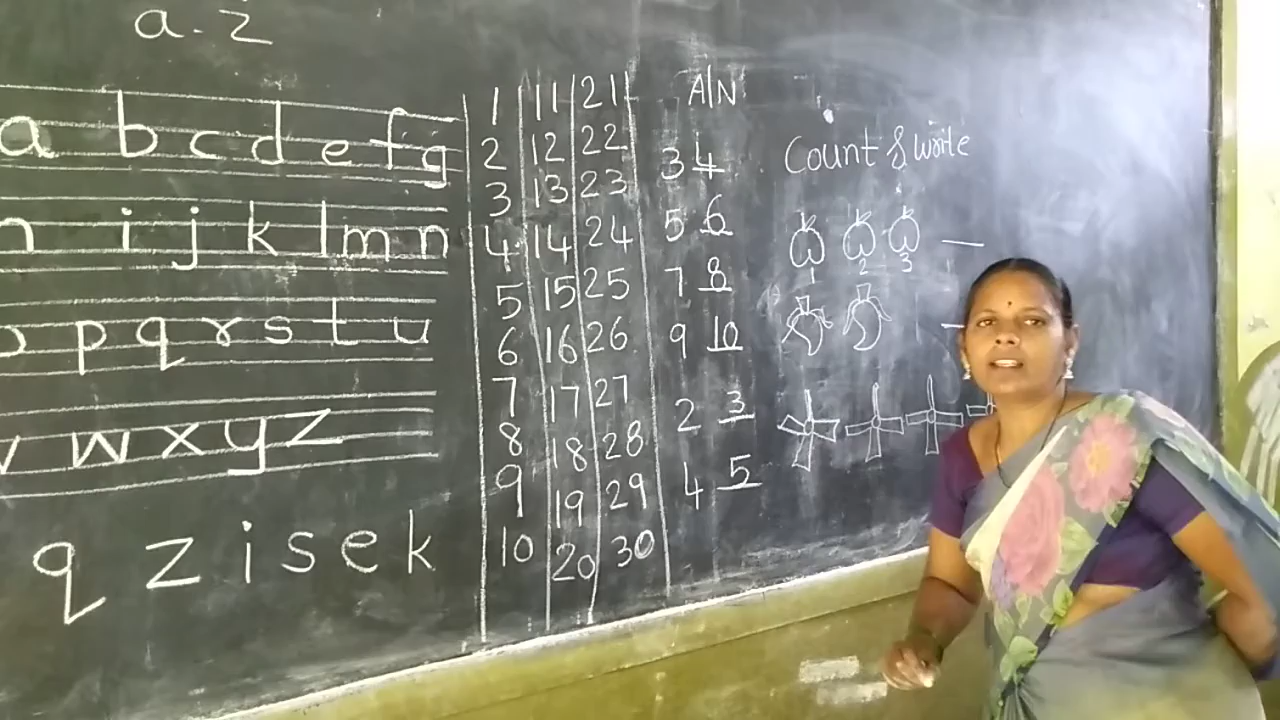 a - z
a b c d e f g
h i j k l m n
o p q r s t u
v w x y z
q z i s e k
1 11 21
2 12 22
3 13 23
4 14 24
5 15 25
6 16 26
7 17 27
8 18 28
9 19 29
10 20 30
A/N
3 4
5 6
7 8
9 10
2 3
4 5
Count & write
1 2 3